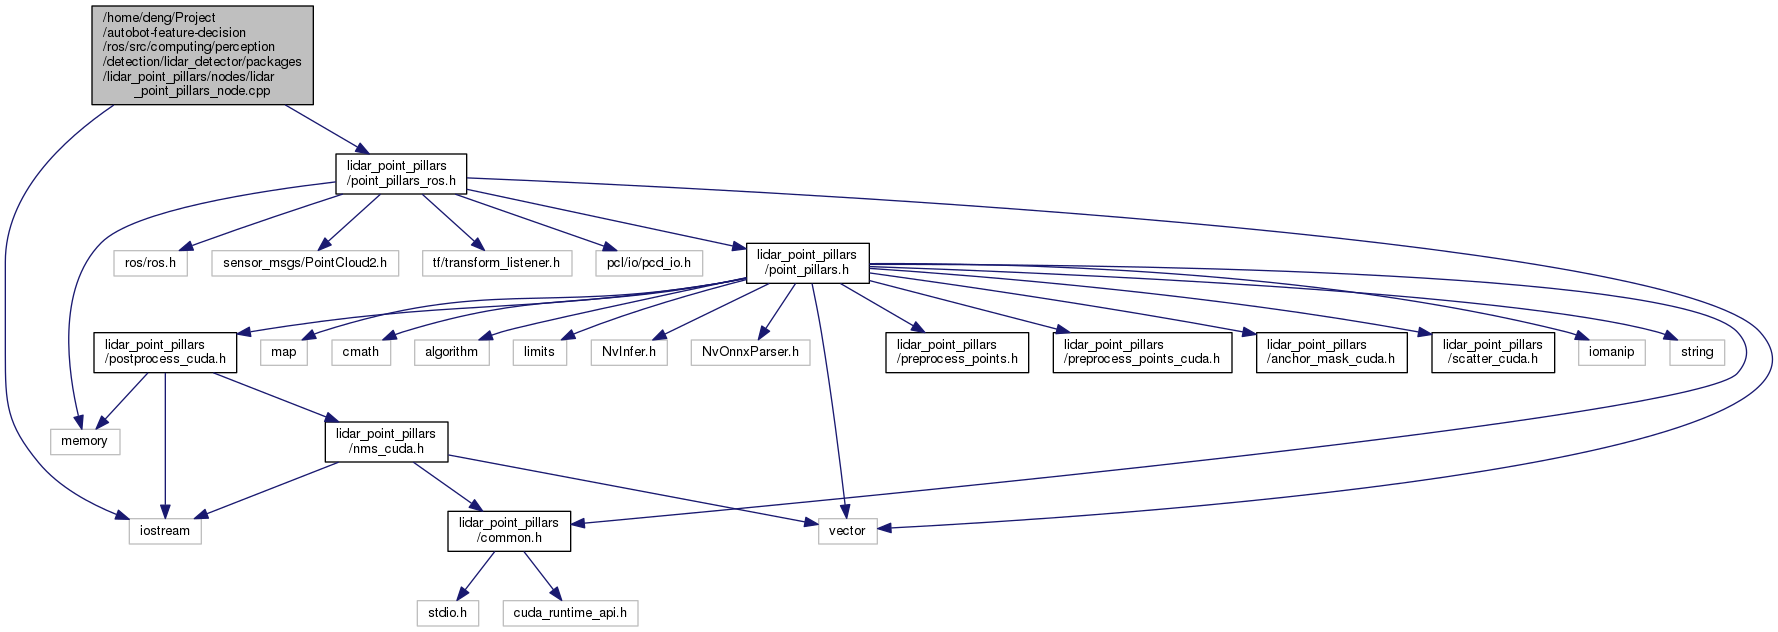 /home/deng/Project
/autobot-feature-decision
/ros/src/computing/perception
/detection/lidar_detector/packages
/lidar_point_pillars/nodes/lidar
_point_pillars_node.cpp
lidar_point_pillars
/point_pillars_ros.h
ros/ros.h
sensor_msgs/PointCloud2.h
tf/transform_listener.h
pcl/io/pcd_io.h
lidar_point_pillars
/point_pillars.h
lidar_point_pillars
/postprocess_cuda.h
map
cmath
algorithm
limits
NvInfer.h
NvOnnxParser.h
lidar_point_pillars
/preprocess_points.h
lidar_point_pillars
/preprocess_points_cuda.h
lidar_point_pillars
/anchor_mask_cuda.h
lidar_point_pillars
/scatter_cuda.h
iomanip
string
memory
lidar_point_pillars
/nms_cuda.h
iostream
lidar_point_pillars
/common.h
vector
stdio.h
cuda_runtime_api.h